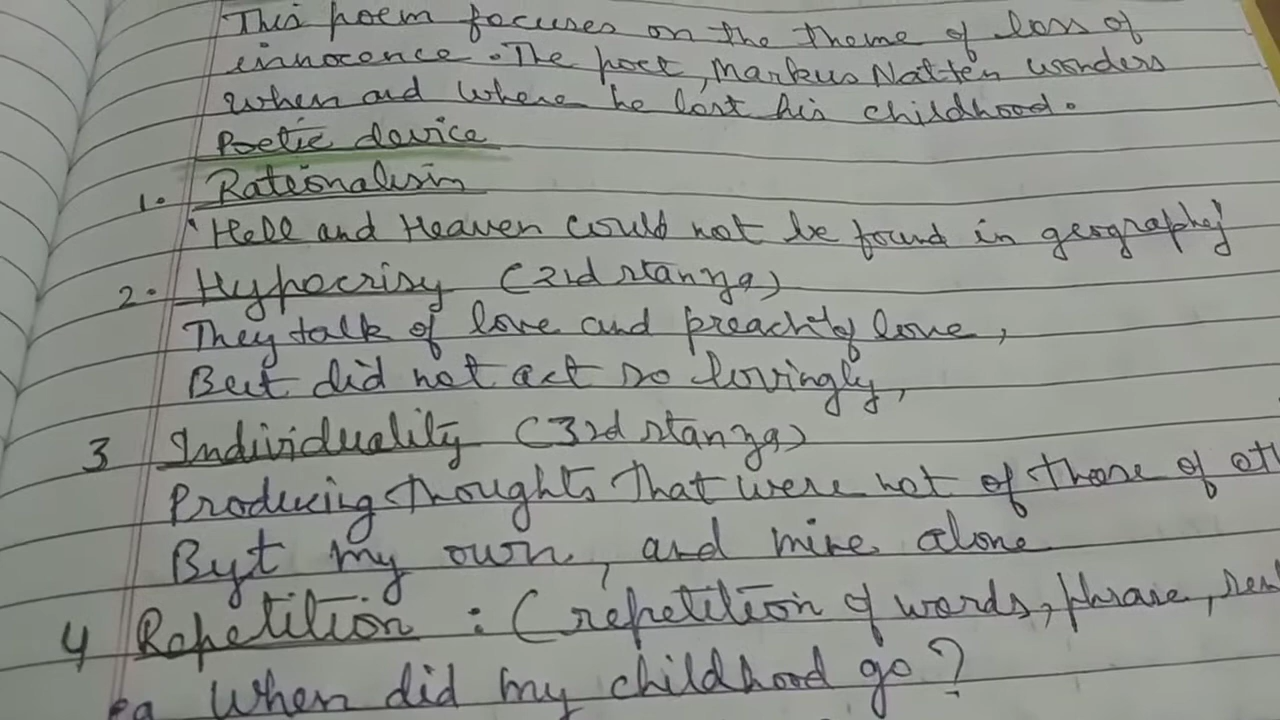 This poem focuses on the theme of loss of
innocence. The poet, Markus Natten wonders
when and where he lost his childhood.
Poetic device
1. Rationalism
"Hell and Heaven could not be found in geography"
2. Hypocrisy (2nd stanza)
They talk of love and preach of love,
But did not act so lovingly,
3 Individuality (3rd stanza)
Producing thoughts that were not of those of oth
Byt my own, and mine alone
4 Repetition : (repetition of words, phrase, sen
eg When did my childhood go?